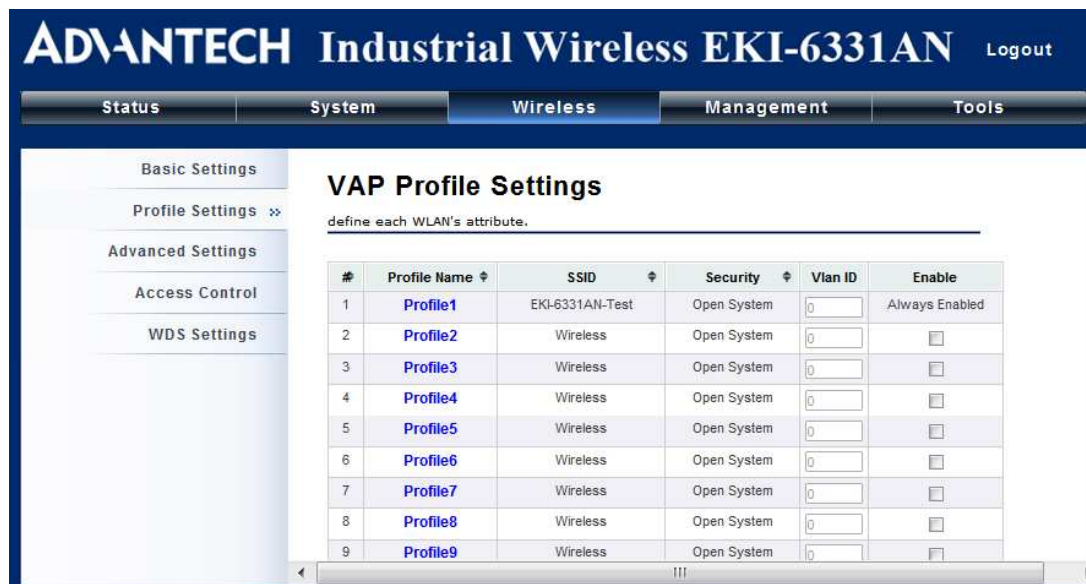 ADVANTECH Industrial Wireless EKI-6331AN Logout
Status System Wireless Management Tools
Basic Settings
Profile Settings »
Advanced Settings
Access Control
WDS Settings
VAP Profile Settings
define each WLAN's attribute.
# Profile Name SSID Security Vlan ID Enable
1 Profile1 EKI-6331AN-Test Open System 0 Always Enabled
2 Profile2 Wireless Open System 0
3 Profile3 Wireless Open System 0
4 Profile4 Wireless Open System 0
5 Profile5 Wireless Open System 0
6 Profile6 Wireless Open System 0
7 Profile7 Wireless Open System 0
8 Profile8 Wireless Open System 0
9 Profile9 Wireless Open System 0